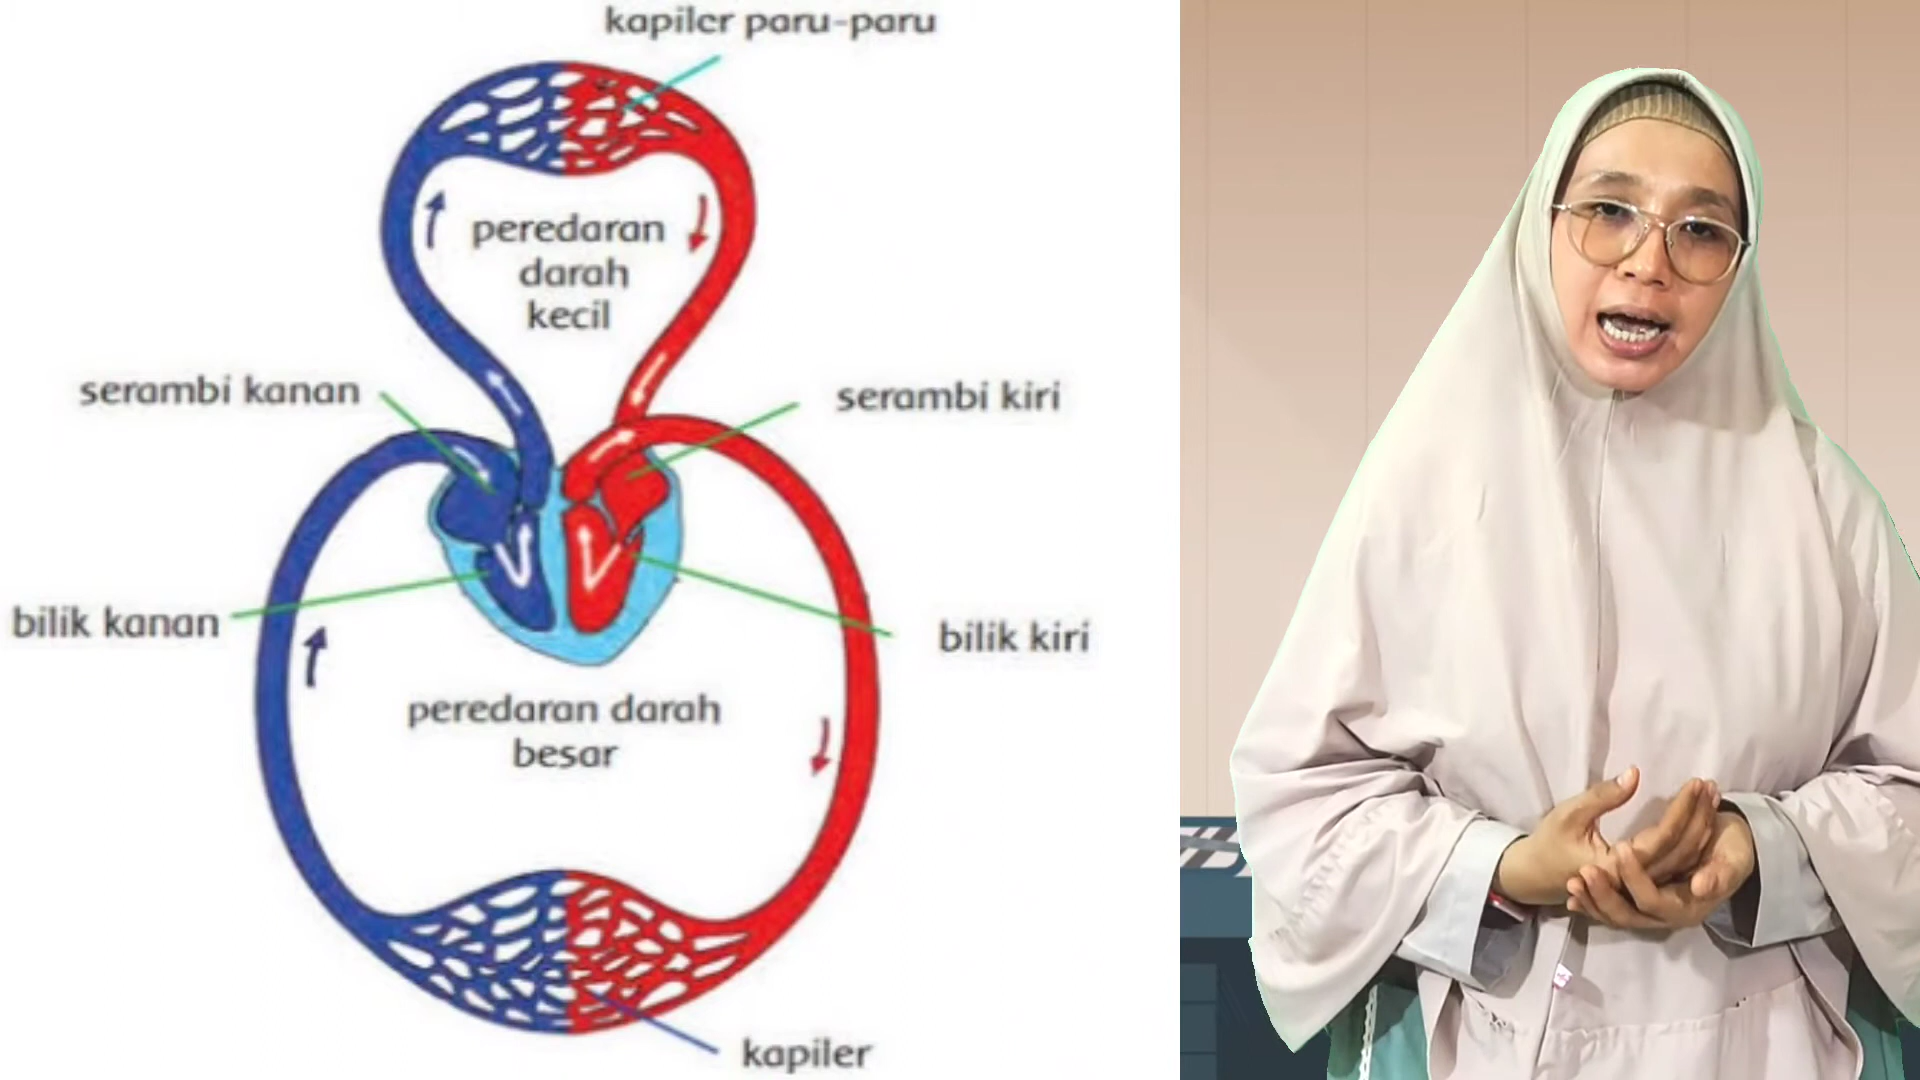 kapiler paru-paru
peredaran
darah
kecil
serambi kanan
serambi kiri
bilik kanan
bilik kiri
peredaran darah
besar
kapiler